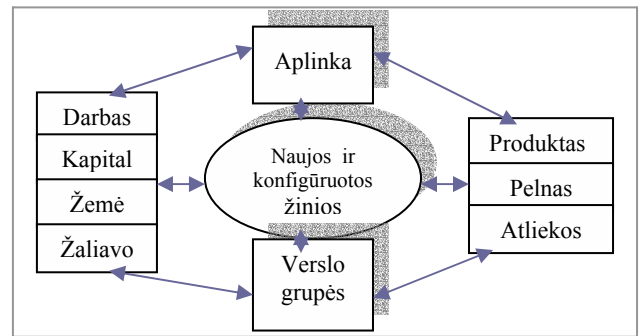 Aplinka
Darbas
Kapital
Žemė
Žaliavo
Naujos ir
konfigūruotos
žinios
Produktas
Pelnas
Atliekos
Verslo
grupės